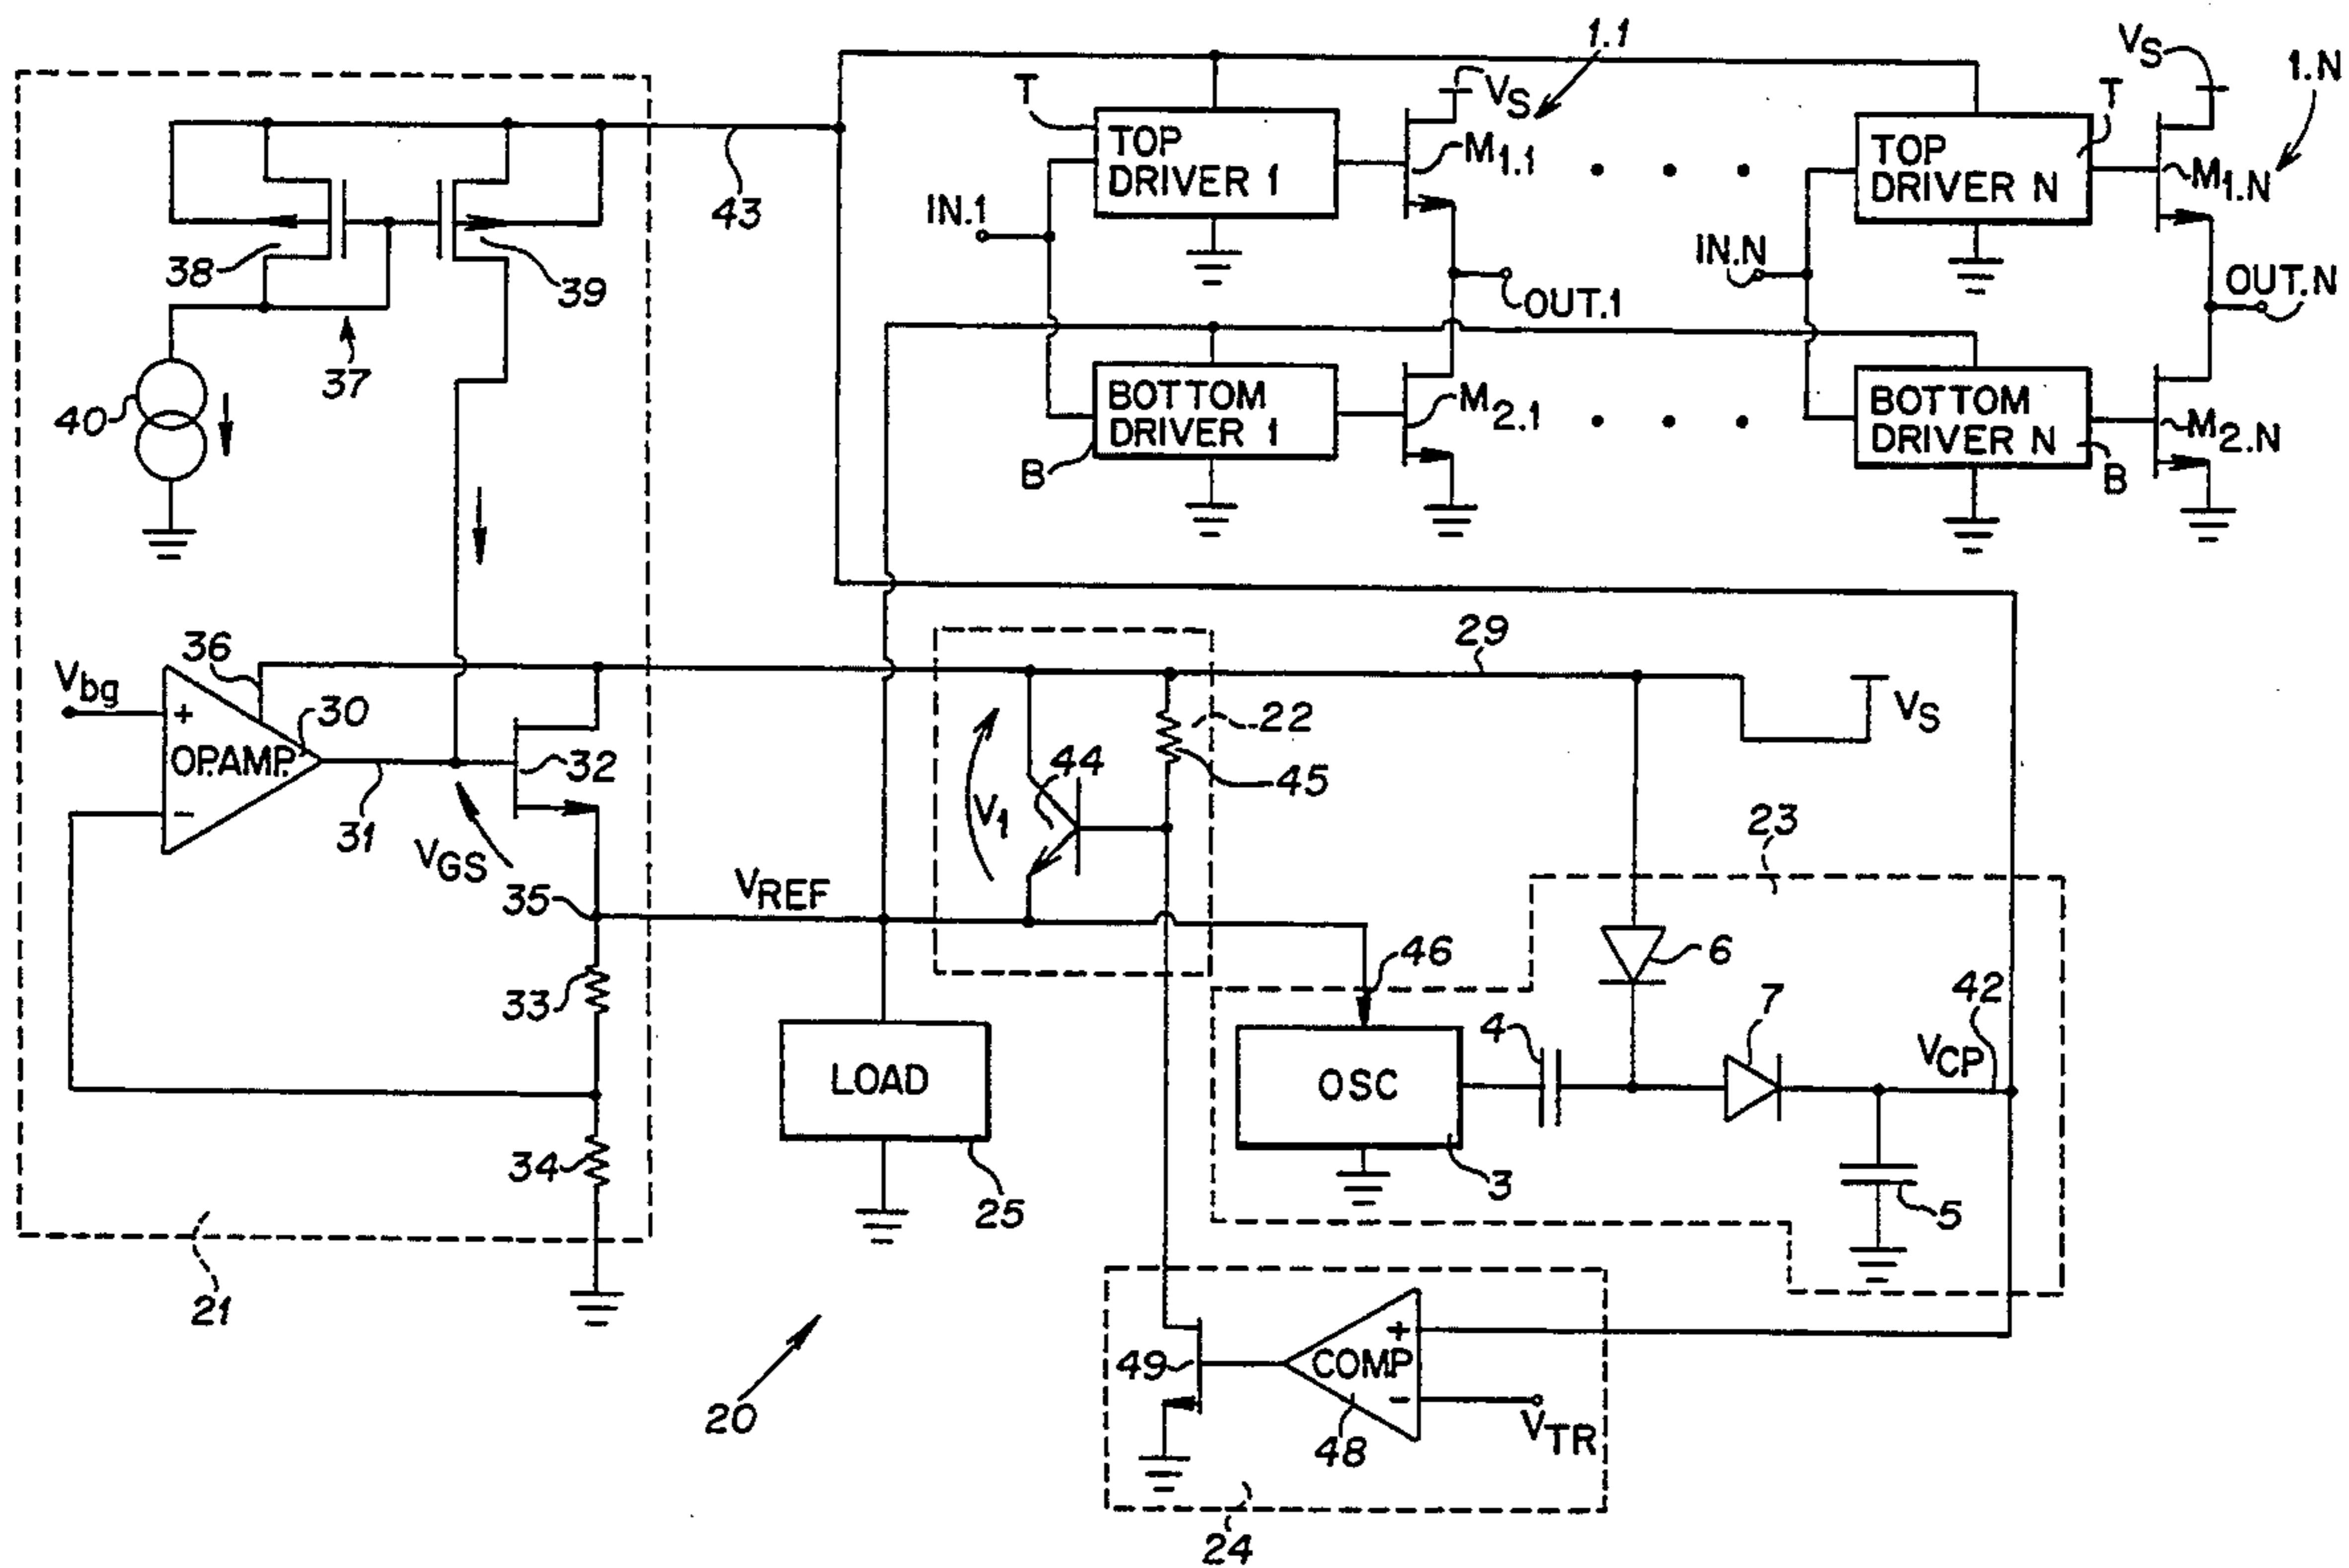 1.1
VS
1.N
T
TOP
DRIVER 1
VS
M1.1
T
TOP
DRIVER N
M1.N
43
IN.1
38
39
IN.N
OUT.N
OUT.1
37
40
BOTTOM
DRIVER 1
M2.1
BOTTOM
DRIVER N
M2.N
B
B
29
36
Vbg
+
30
OP.AMP.
-
32
31
VGS
22
44
45
V1
VS
23
35
VREF
46
6
33
4
7
42
VCP
LOAD
OSC
34
25
3
5
21
20
49
COMP.
+
-
48
VTR
24